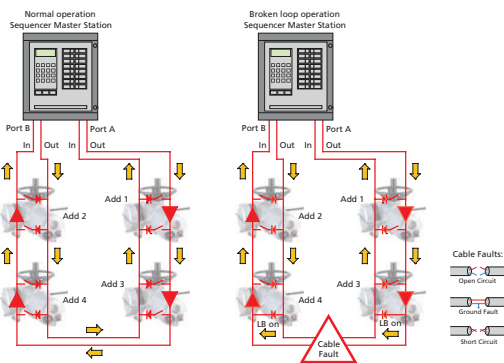 Normal operation
Sequencer Master Station
Port B
Port A
In
Out
In
Out
Add 1
Add 2
Add 3
Add 4
Broken loop operation
Sequencer Master Station
Port B
Port A
In
Out
In
Out
Add 1
Add 2
Add 3
Add 4
LB on
LB on
Cable
Fault
Cable Faults:
Open Circuit
Ground Fault
Short Circuit